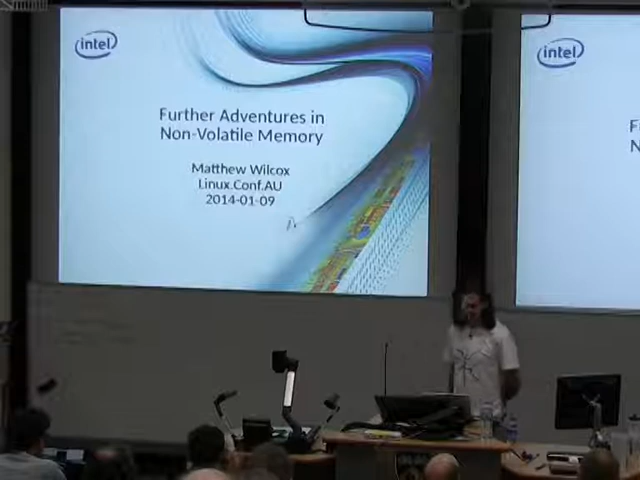 intel
Further Adventures in
Non-Volatile Memory
Matthew Wilcox
Linux.Conf.AU
2014-01-09
intel
F
N